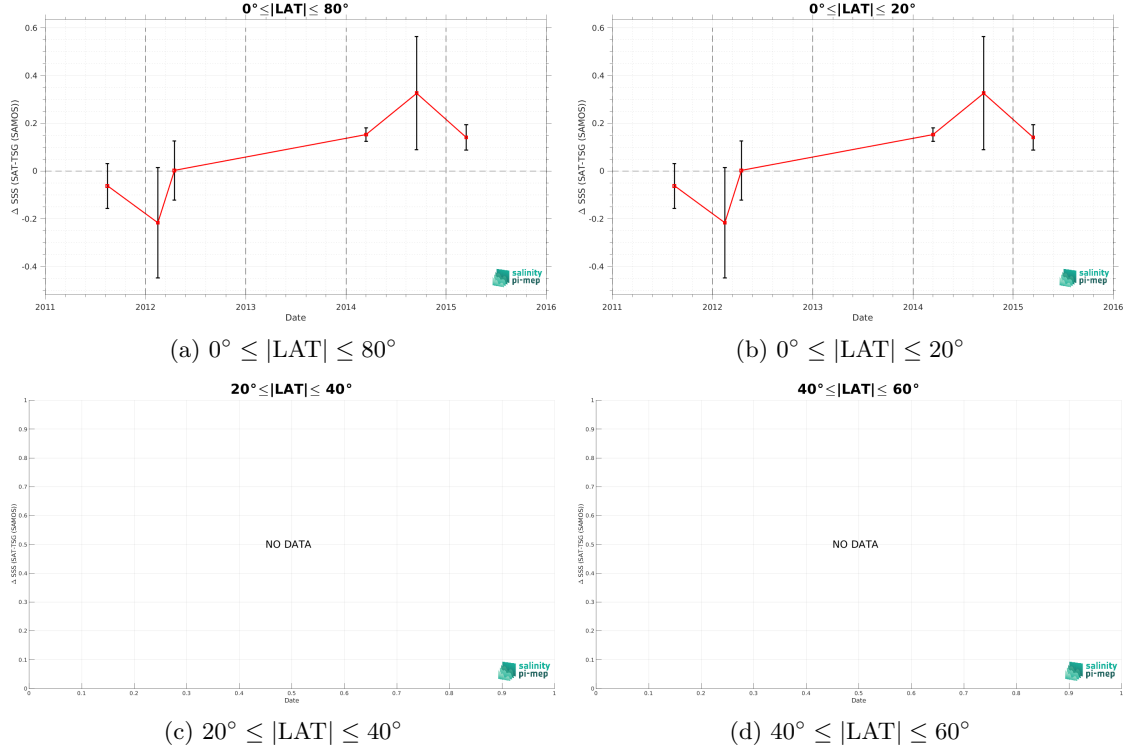 0°≤|LAT|≤ 80°
Δ SSS (SAT-TSG (SAMOS))
0.6
0.4
0.2
0
-0.2
-0.4
2011 2012 2013 2014 2015 2016
Date
salinity
pi-mep
(a) 0° ≤ |LAT| ≤ 80°
0°≤|LAT|≤ 20°
Δ SSS (SAT-TSG (SAMOS))
0.6
0.4
0.2
0
-0.2
-0.4
2011 2012 2013 2014 2015 2016
Date
salinity
pi-mep
(b) 0° ≤ |LAT| ≤ 20°
20°≤|LAT|≤ 40°
Δ SSS (SAT-TSG (SAMOS))
1
0.9
0.8
0.7
0.6
0.5
0.4
0.3
0.2
0.1
0
NO DATA
0 0.1 0.2 0.3 0.4 0.5 0.6 0.7 0.8 0.9 1
Date
salinity
pi-mep
(c) 20° ≤ |LAT| ≤ 40°
40°≤|LAT|≤ 60°
Δ SSS (SAT-TSG (SAMOS))
1
0.9
0.8
0.7
0.6
0.5
0.4
0.3
0.2
0.1
0
NO DATA
0 0.1 0.2 0.3 0.4 0.5 0.6 0.7 0.8 0.9 1
Date
salinity
pi-mep
(d) 40° ≤ |LAT| ≤ 60°